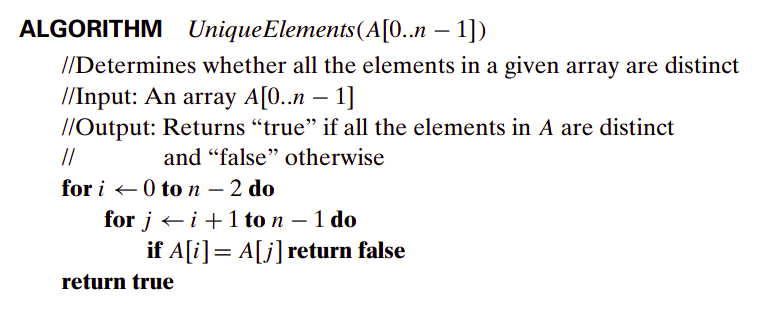 ALGORITHM UniqueElements(A[0..n − 1])
//Determines whether all the elements in a given array are distinct
//Input: An array A[0..n − 1]
//Output: Returns “true” if all the elements in A are distinct
// and “false” otherwise
for i ← 0 to n − 2 do
for j ← i + 1 to n − 1 do
if A[i] = A[j] return false
return true